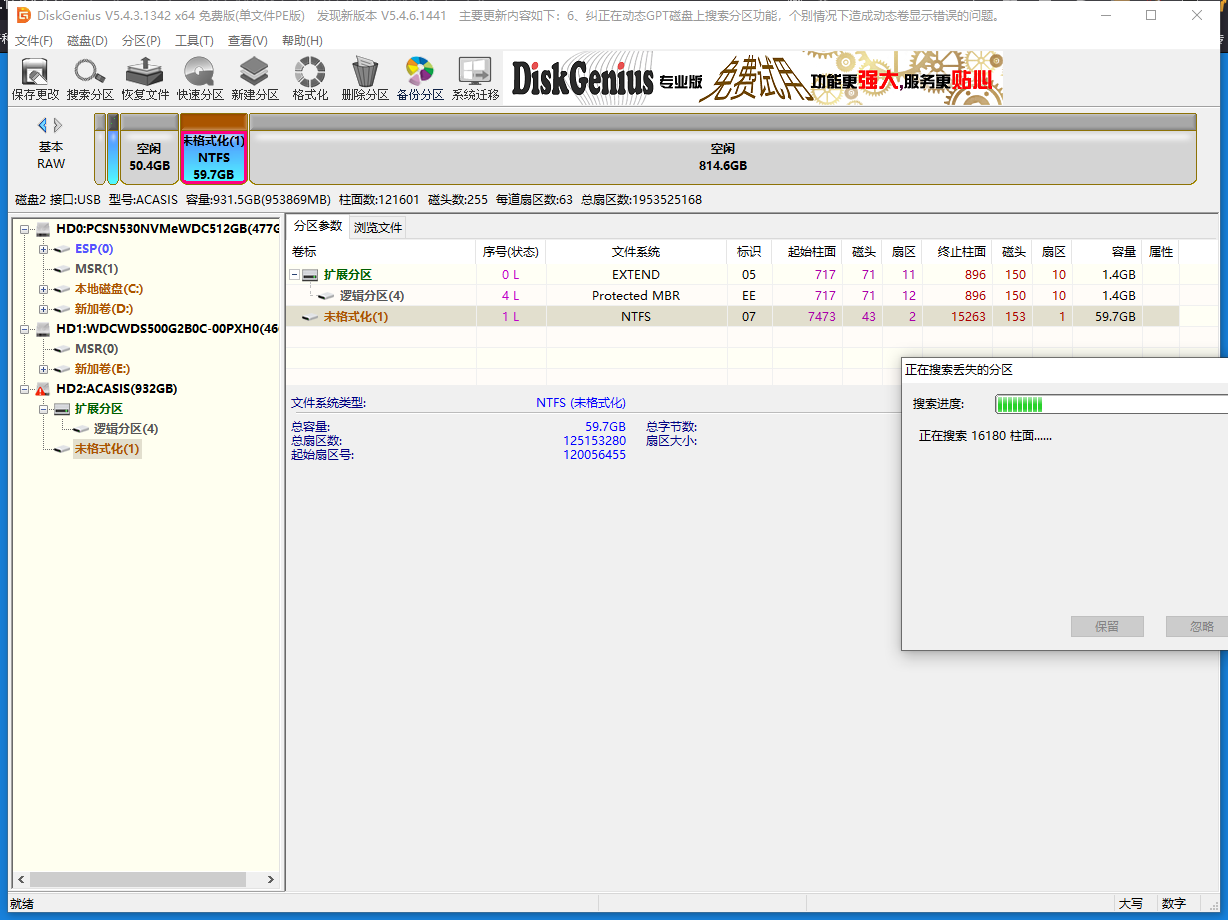 DiskGenius V5.4.3.1342 x64 免费版(单文件PE版) 发现新版本 V5.4.6.1441 主要更新内容如下：6、纠正在动态GPT磁盘上搜索分区功能，个别情况下造成动态卷显示错误的问题。
文件(F) 磁盘(D) 分区(P) 工具(T) 查看(V) 帮助(H)
保存更改 搜索分区 恢复文件 快速分区 新建分区 格式化 删除分区 备份分区 系统迁移
DiskGenius 专业版 免费试用 功能更强大,服务更贴心
基本
RAW
空闲
50.4GB
未格式化(1)
NTFS
59.7GB
空闲
814.6GB
磁盘2 接口:USB 型号:ACASIS 容量:931.5GB(953869MB) 柱面数:121601 磁头数:255 每道扇区数:63 总扇区数:1953525168
HD0:PCSN530NVMeWDC512GB(477G
ESP(0)
MSR(1)
本地磁盘(C:)
新加卷(D:)
HD1:WDCWDS500G2B0C-00PXH0(46
MSR(0)
新加卷(E:)
HD2:ACASIS(932GB)
扩展分区
逻辑分区(4)
未格式化(1)
分区参数 浏览文件
卷标 序号(状态) 文件系统 标识 起始柱面 磁头 扇区 终止柱面 磁头 扇区 容量 属性
扩展分区 0 L EXTEND 05 717 71 11 896 150 10 1.4GB
逻辑分区(4) 4 L Protected MBR EE 717 71 12 896 150 10 1.4GB
未格式化(1) 1 L NTFS 07 7473 43 2 15263 153 1 59.7GB
文件系统类型: NTFS (未格式化)
总容量: 59.7GB 总字节数:
总扇区数: 125153280 扇区大小:
起始扇区号: 120056455
正在搜索丢失的分区
搜索进度:
正在搜索 16180 柱面......
保留 忽略
就绪 大写 数字